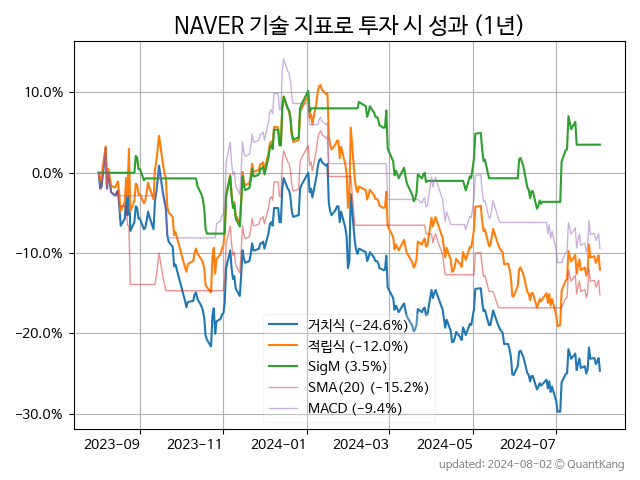 NAVER 기술 지표로 투자 시 성과 (1년)
10.0%
0.0%
−10.0%
−20.0%
−30.0%
거치식 (−24.6%)
적립식 (−12.0%)
SigM (3.5%)
SMA(20) (−15.2%)
MACD (−9.4%)
2023-09 2023-11 2024-01 2024-03 2024-05 2024-07
updated: 2024-08-02 © QuantKang